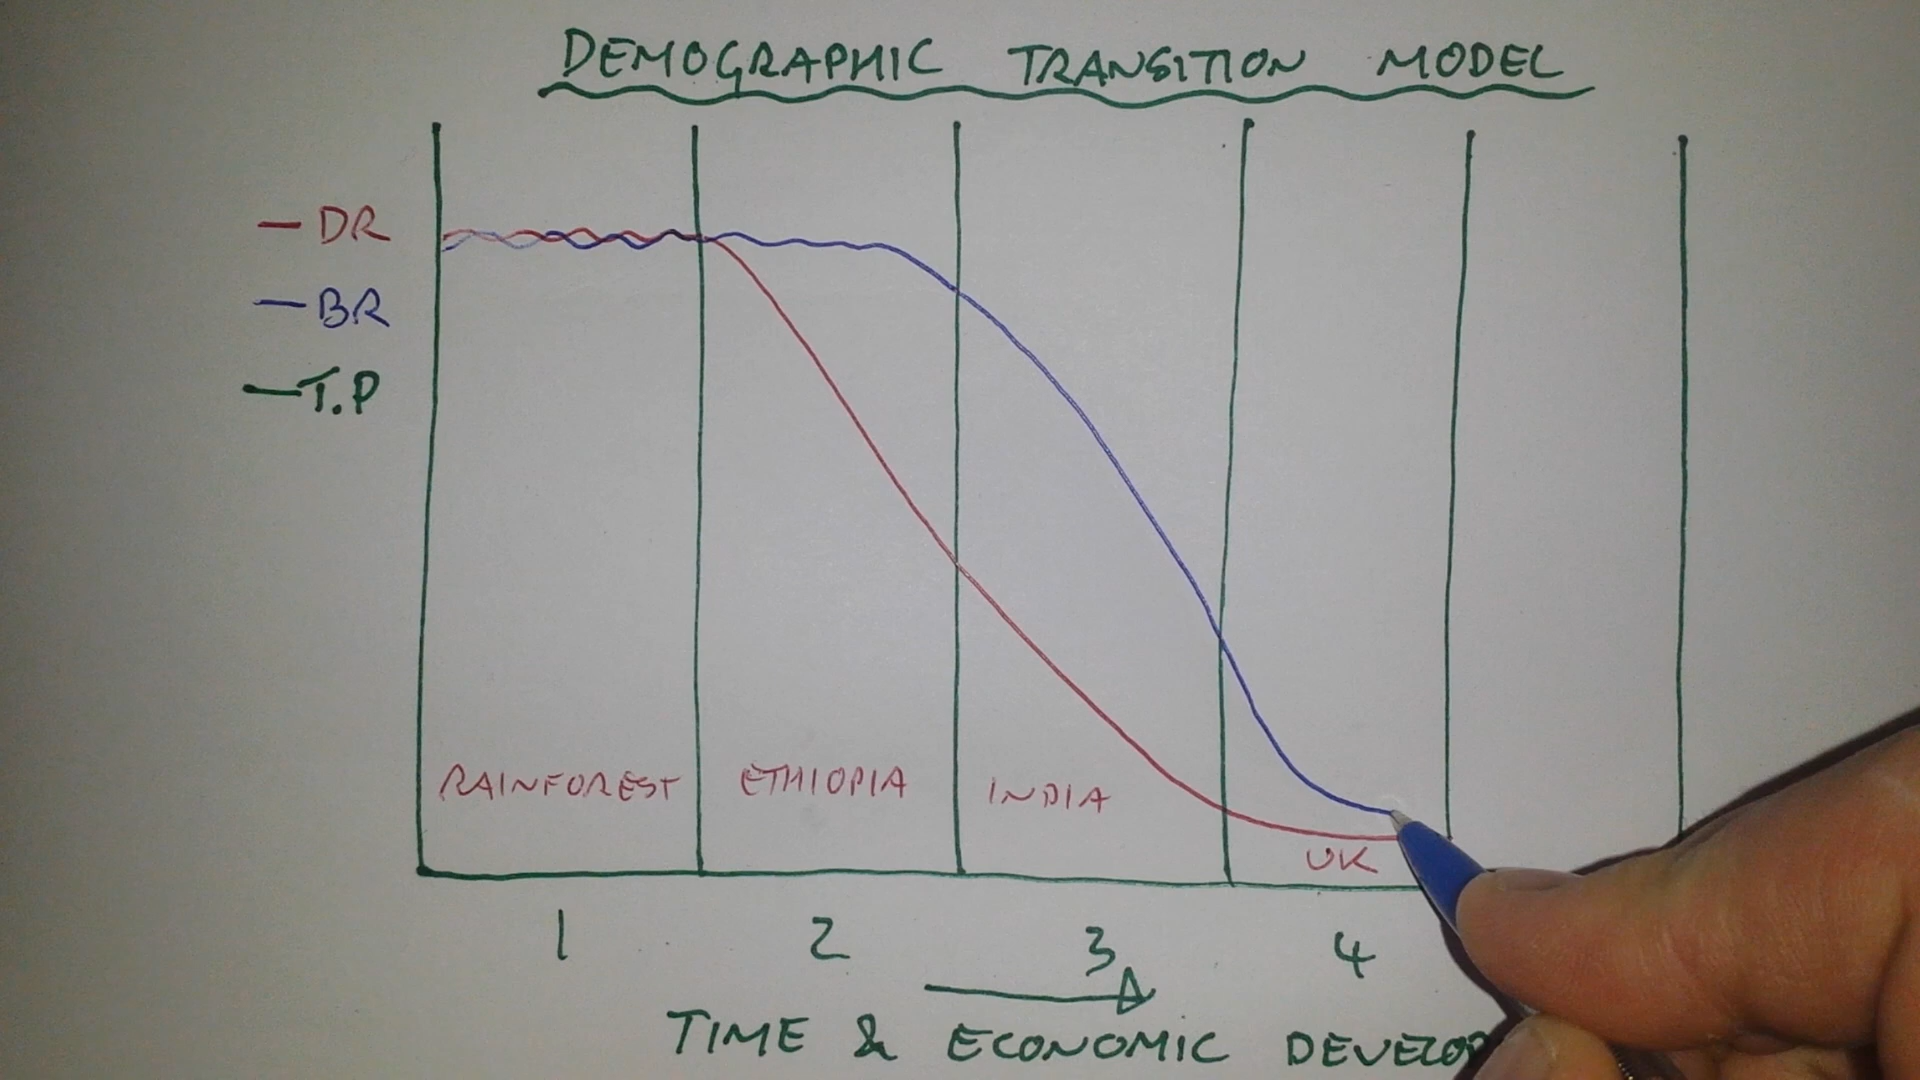 DEMOGRAPHIC TRANSITION MODEL
— DR
— BR
— T.P
RAINFOREST ETHIOPIA INDIA UK
1 2 3 4
TIME & ECONOMIC DEVELOP